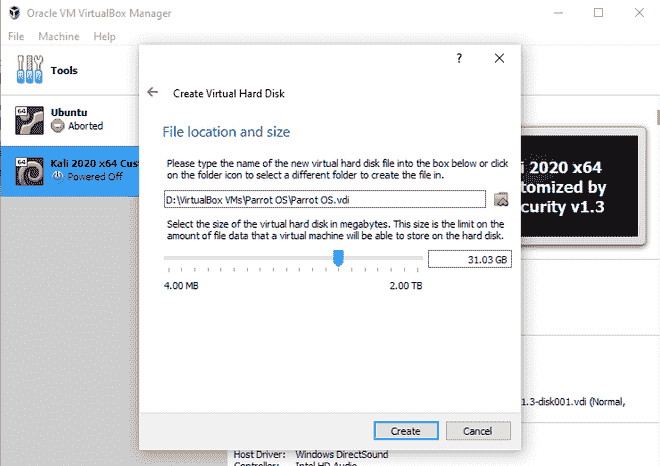 Oracle VM VirtualBox Manager
File Machine Help
Tools
64
Ubuntu
Aborted
64
Kali 2020 x64 Cust
Powered Off
?
Create Virtual Hard Disk
File location and size
Please type the name of the new virtual hard disk file into the box below or click
on the folder icon to select a different folder to create the file in.
D:\VirtualBox VMs\Parrot OS\Parrot OS.vdi
Select the size of the virtual hard disk in megabytes. This size is the limit on the
amount of file data that a virtual machine will be able to store on the hard disk.
31.03 GB
4.00 MB 2.00 TB
Create Cancel
i 2020 x64
tomized by
curity v1.3
1.3-disk001.vdi (Normal,
Host Driver: Windows DirectSound
Controller: Intel HD Audio